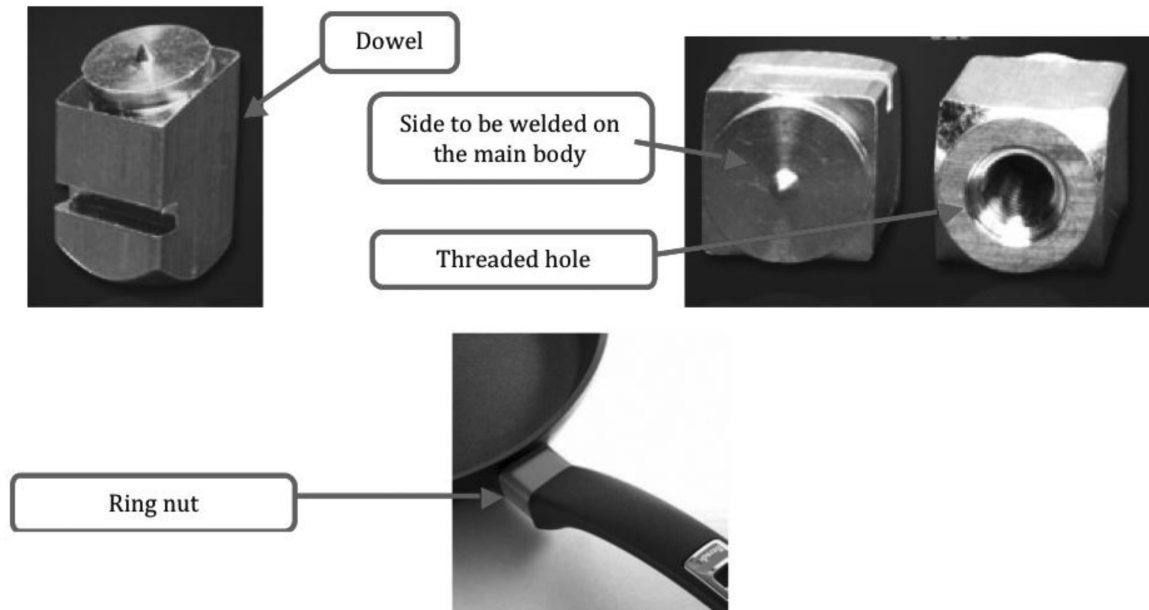 Dowel
Side to be welded on
the main body
Threaded hole
Ring nut